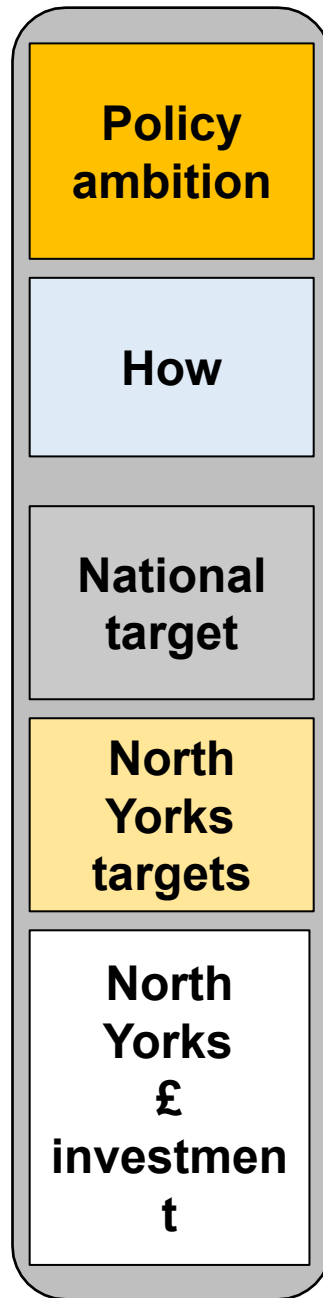 Policy
ambition
How
National
target
North
Yorks
targets
North
Yorks
£
investmen
t